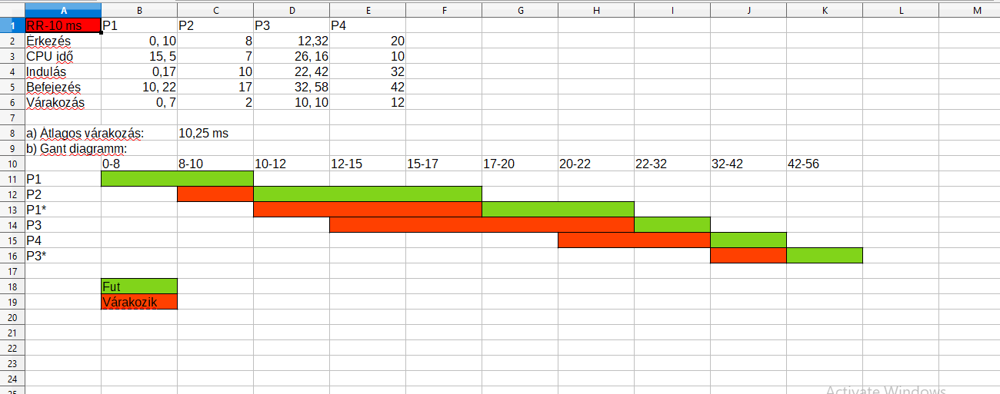 A B C D E F G H I J K L M
1 RR-10 ms P1 P2 P3 P4
2 Érkezés 0, 10 8 12,32 20
3 CPU idő 15, 5 7 26, 16 10
4 Indulás 0,17 10 22, 42 32
5 Befejezés 10, 22 17 32, 58 42
6 Várakozás 0, 7 2 10, 10 12
7
8 a) Átlagos várakozás: 10,25 ms
9 b) Gant diagramm:
10 0-8 8-10 10-12 12-15 15-17 17-20 20-22 22-32 32-42 42-56
11 P1
12 P2
13 P1*
14 P3
15 P4
16 P3*
17
18 Fut
19 Várakozik
20
21
22
23
24
25
Activate Windows